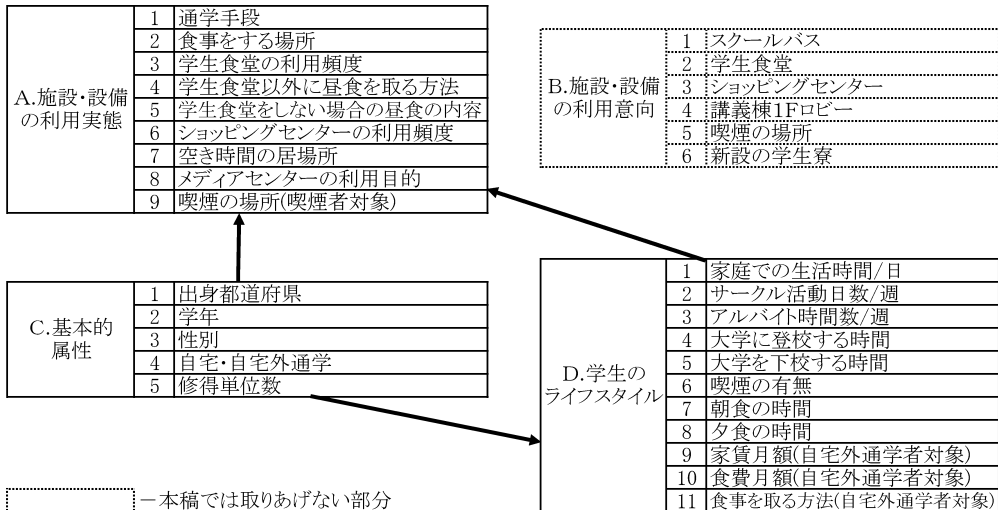 A.施設・設備
の利用実態
1 通学手段
2 食事をする場所
3 学生食堂の利用頻度
4 学生食堂以外に昼食を取る方法
5 学生食堂をしない場合の昼食の内容
6 ショッピングセンターの利用頻度
7 空き時間の居場所
8 メディアセンターの利用目的
9 喫煙の場所(喫煙者対象)
B.施設・設備
の利用意向
1 スクールバス
2 学生食堂
3 ショッピングセンター
4 講義棟1Fロビー
5 喫煙の場所
6 新設の学生寮
C.基本的
属性
1 出身都道府県
2 学年
3 性別
4 自宅・自宅外通学
5 修得単位数
D.学生の
ライフスタイル
1 家庭での生活時間/日
2 サークル活動日数/週
3 アルバイト時間数/週
4 大学に登校する時間
5 大学を下校する時間
6 喫煙の有無
7 朝食の時間
8 夕食の時間
9 家賃月額(自宅外通学者対象)
10 食費月額(自宅外通学者対象)
11 食事を取る方法(自宅外通学者対象)
－本稿では取りあげない部分